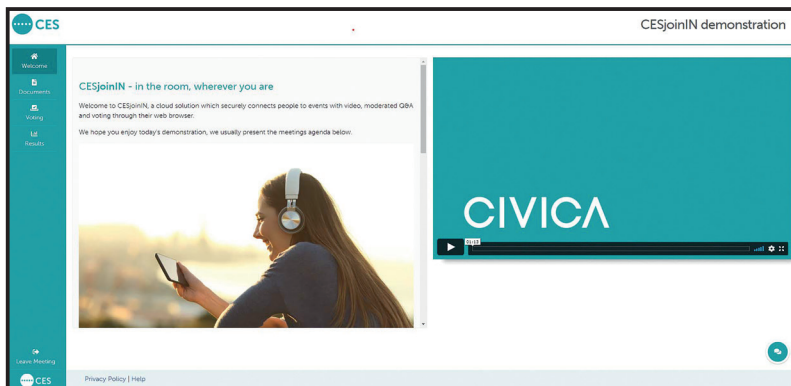 CES
CESjoinIN demonstration
Welcome
Documents
Voting
Results
Leave Meeting
CES
CESjoinIN - in the room, wherever you are
Welcome to CESjoinIN, a cloud solution which securely connects people to events with video, moderated Q&A
and voting through their web browser.
We hope you enjoy today's demonstration, we usually present the meetings agenda below.
CIVICA
01:13
Privacy Policy | Help